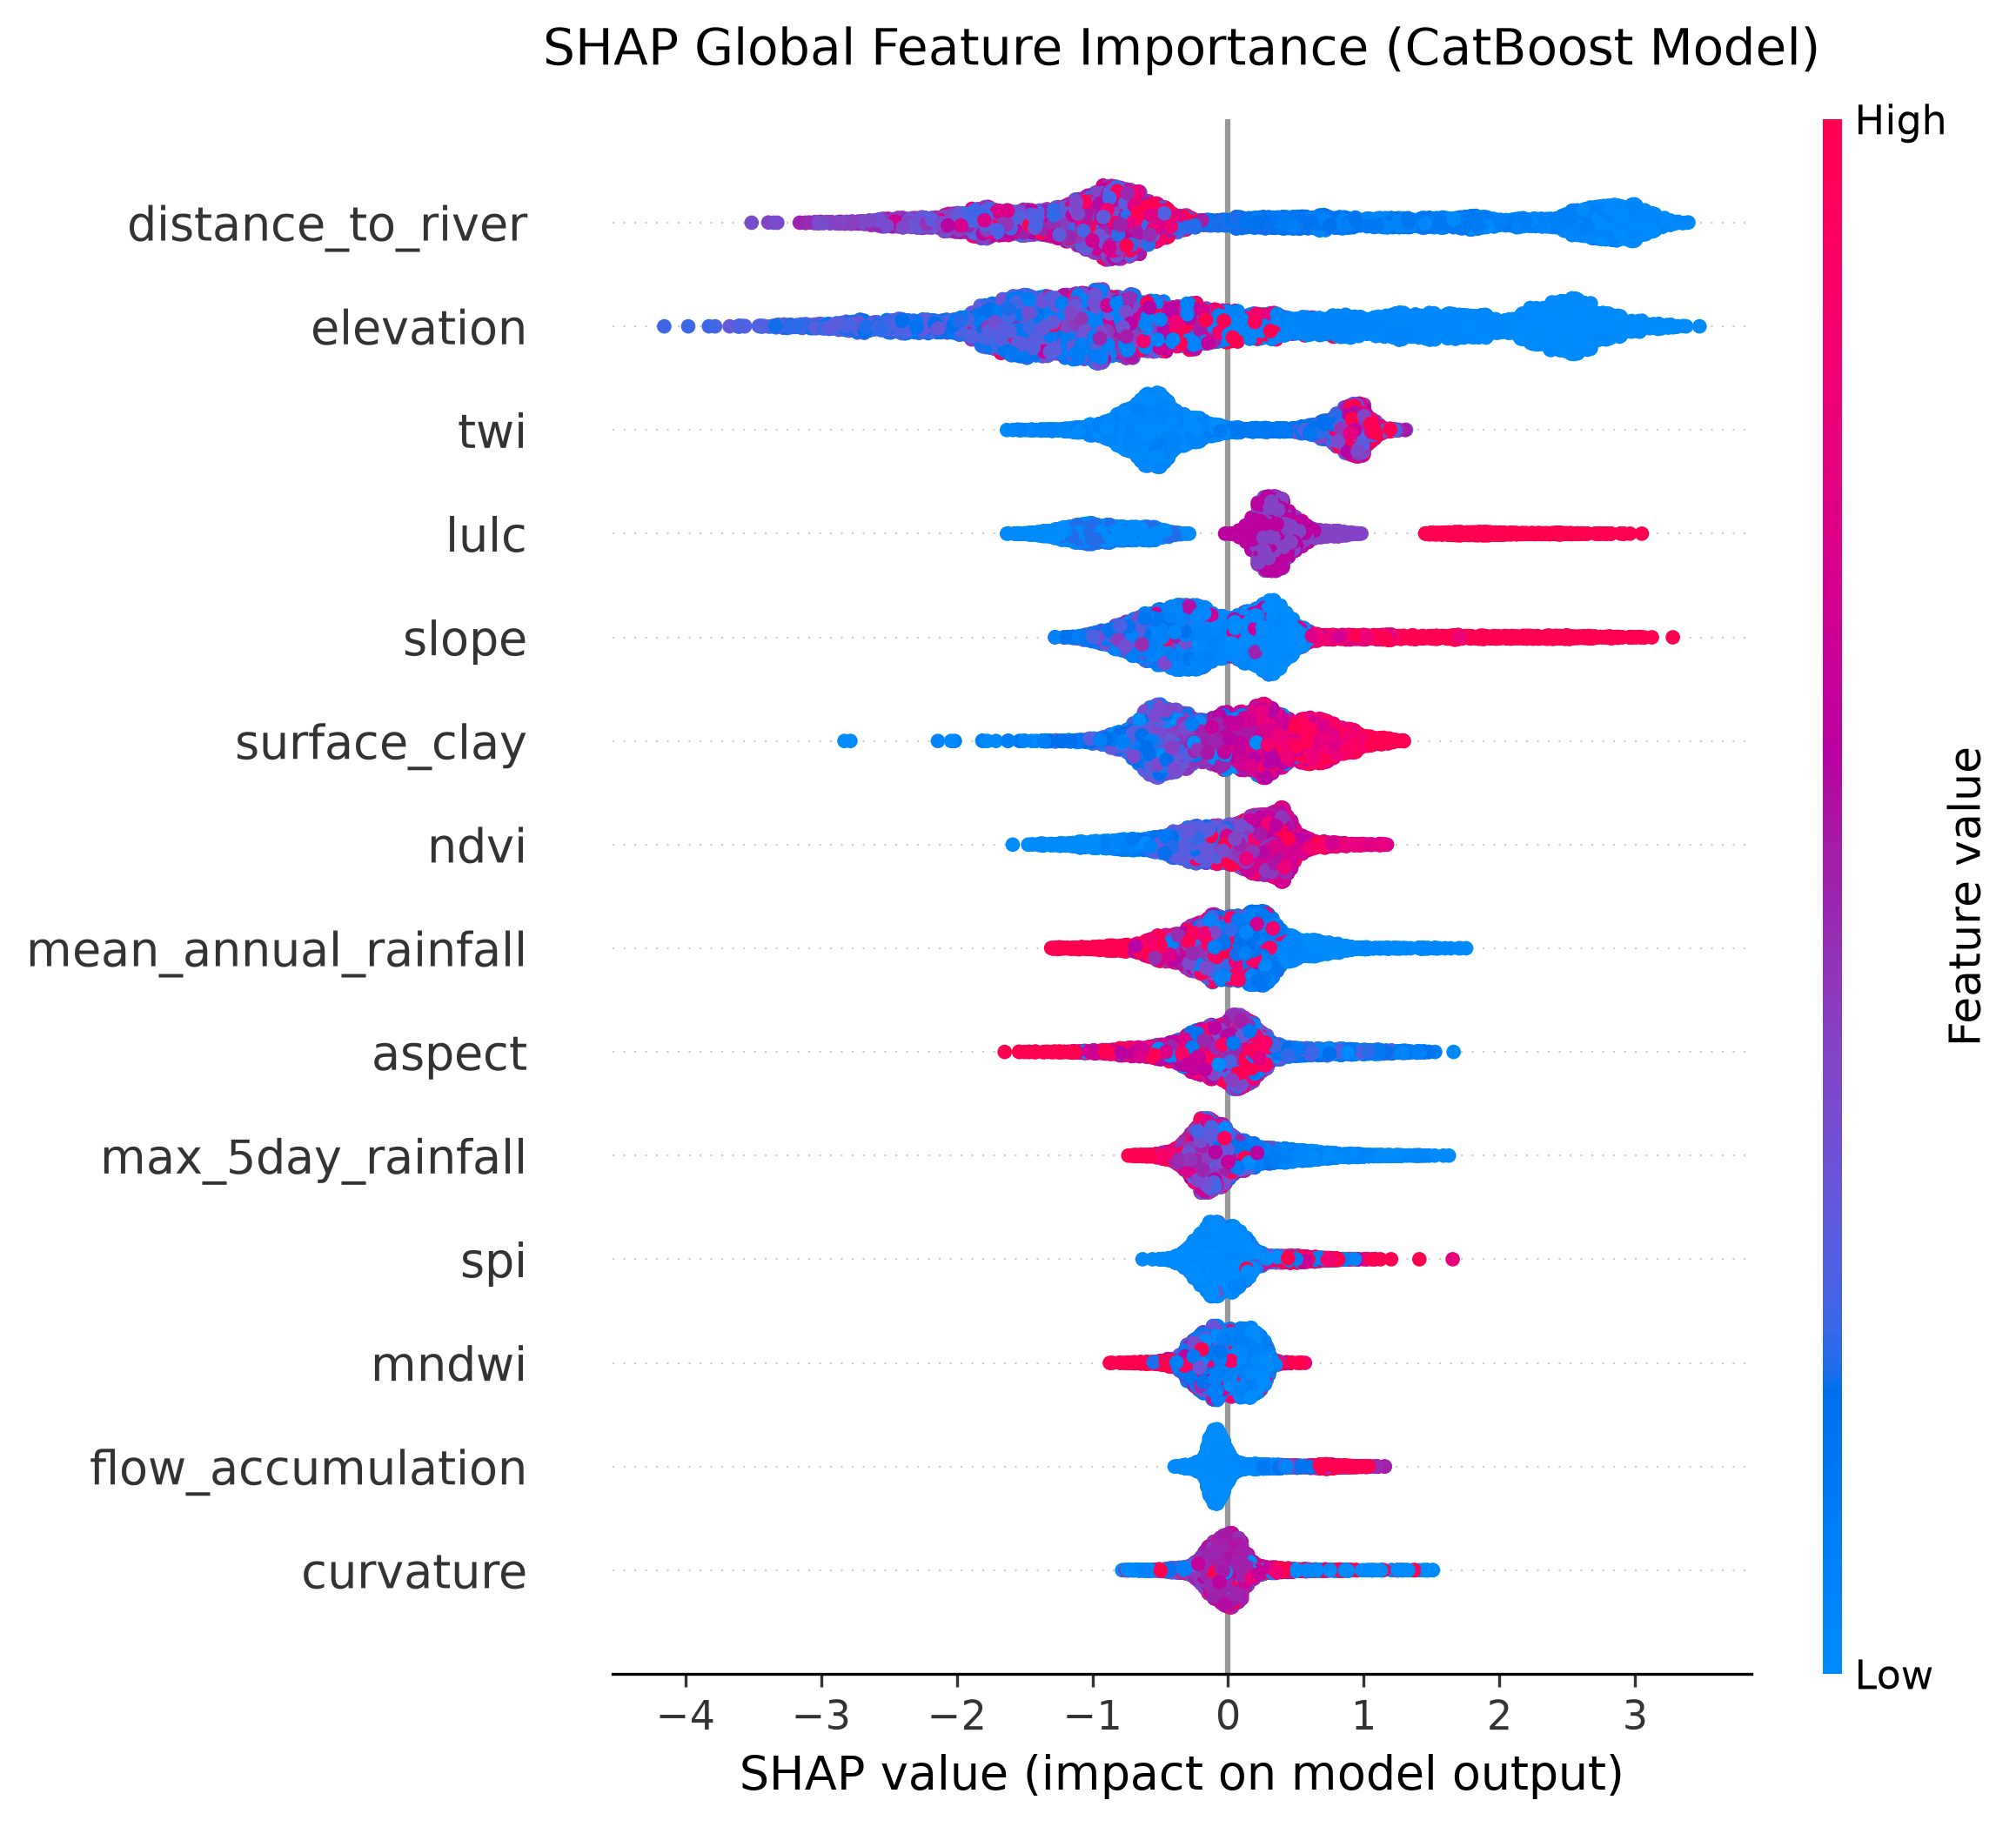 SHAP Global Feature Importance (CatBoost Model)
High
distance_to_river
elevation
twi
lulc
slope
surface_clay
ndvi
mean_annual_rainfall
aspect
max_5day_rainfall
spi
mndwi
flow_accumulation
curvature
Feature value
Low
−4 −3 −2 −1 0 1 2 3
SHAP value (impact on model output)